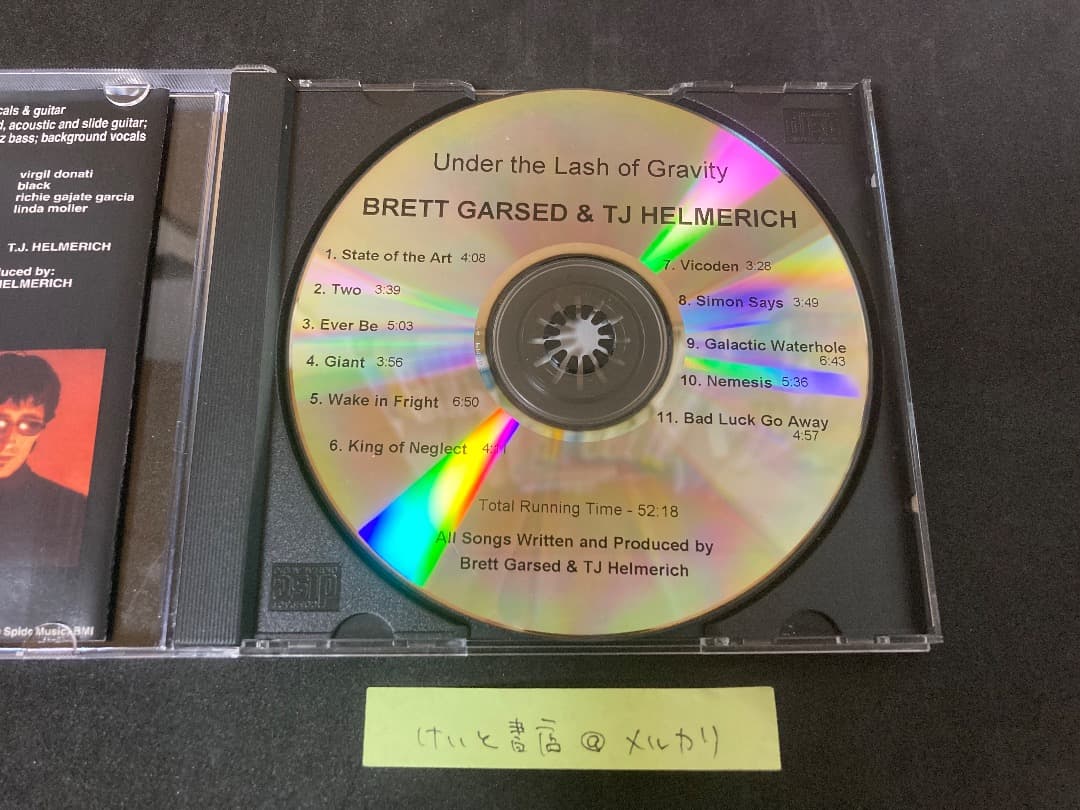 cals & guitar
d, acoustic and slide guitar;
z bass; background vocals
virgil donati
black
richie gajate garcia
linda moller
T.J. HELMERICH
uced by:
HELMERICH
Spide Music, BMI
Under the Lash of Gravity
BRETT GARSED & TJ HELMERICH
1. State of the Art 4:08
2. Two 3:39
3. Ever Be 5:03
4. Giant 3:56
5. Wake in Fright 6:50
6. King of Neglect 4:11
7. Vicoden 3:28
8. Simon Says 3:49
9. Galactic Waterhole
6:43
10. Nemesis 5:36
11. Bad Luck Go Away
4:57
Total Running Time - 52:18
All Songs Written and Produced by
Brett Garsed & TJ Helmerich
けいと書店 @ メルカリ